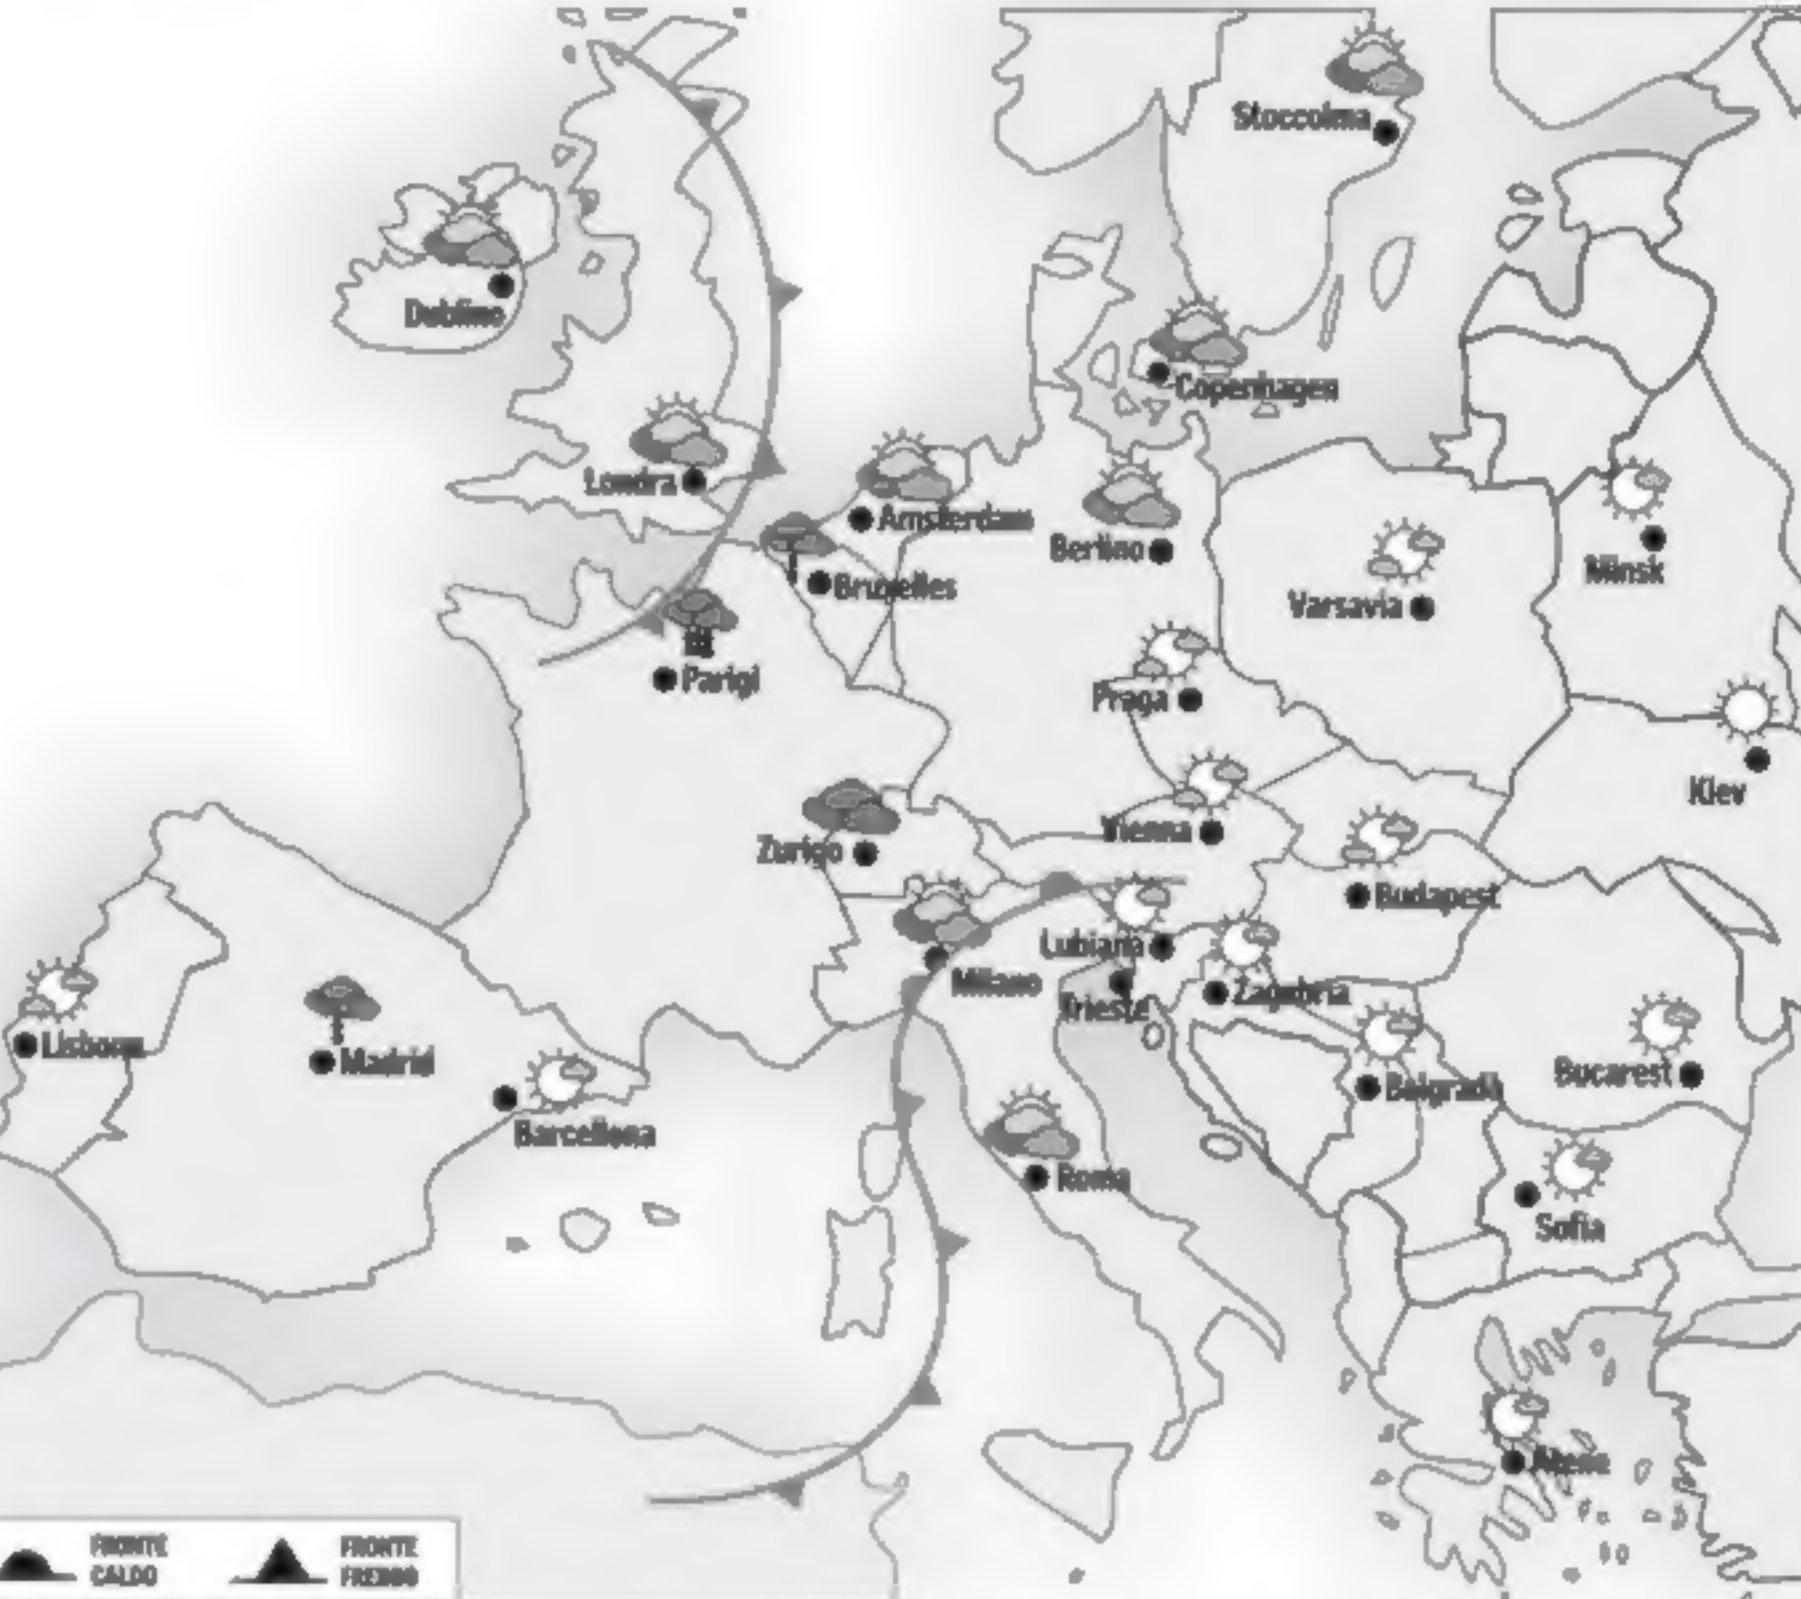 Stoccolma
Dublino
Copenhagen
Londra
Amsterdam
Berlino
Minsk
Bruxelles
Varsavia
Parigi
Praga
Kiev
Vienna
Zurigo
Budapest
Lubiana
Milano
Trieste
Zagabria
Lisbona
Madrid
Bucarest
Belgrado
Barcellona
Roma
Sofia
Atene
FRONTE
CALDO
FRONTE
FREDDO